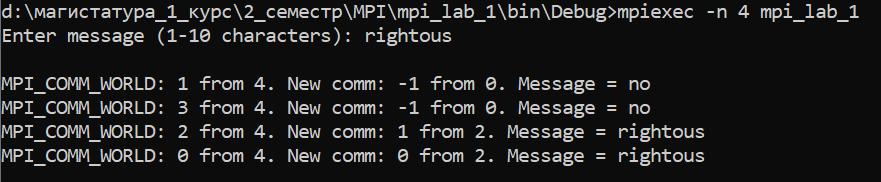 d:\магистатура_1_курс\2_семестр\MPI\mpi_lab_1\bin\Debug>mpiexec -n 4 mpi_lab_1
Enter message (1-10 characters): rightous
MPI_COMM_WORLD: 1 from 4. New comm: -1 from 0. Message = no
MPI_COMM_WORLD: 3 from 4. New comm: -1 from 0. Message = no
MPI_COMM_WORLD: 2 from 4. New comm: 1 from 2. Message = rightous
MPI_COMM_WORLD: 0 from 4. New comm: 0 from 2. Message = rightous